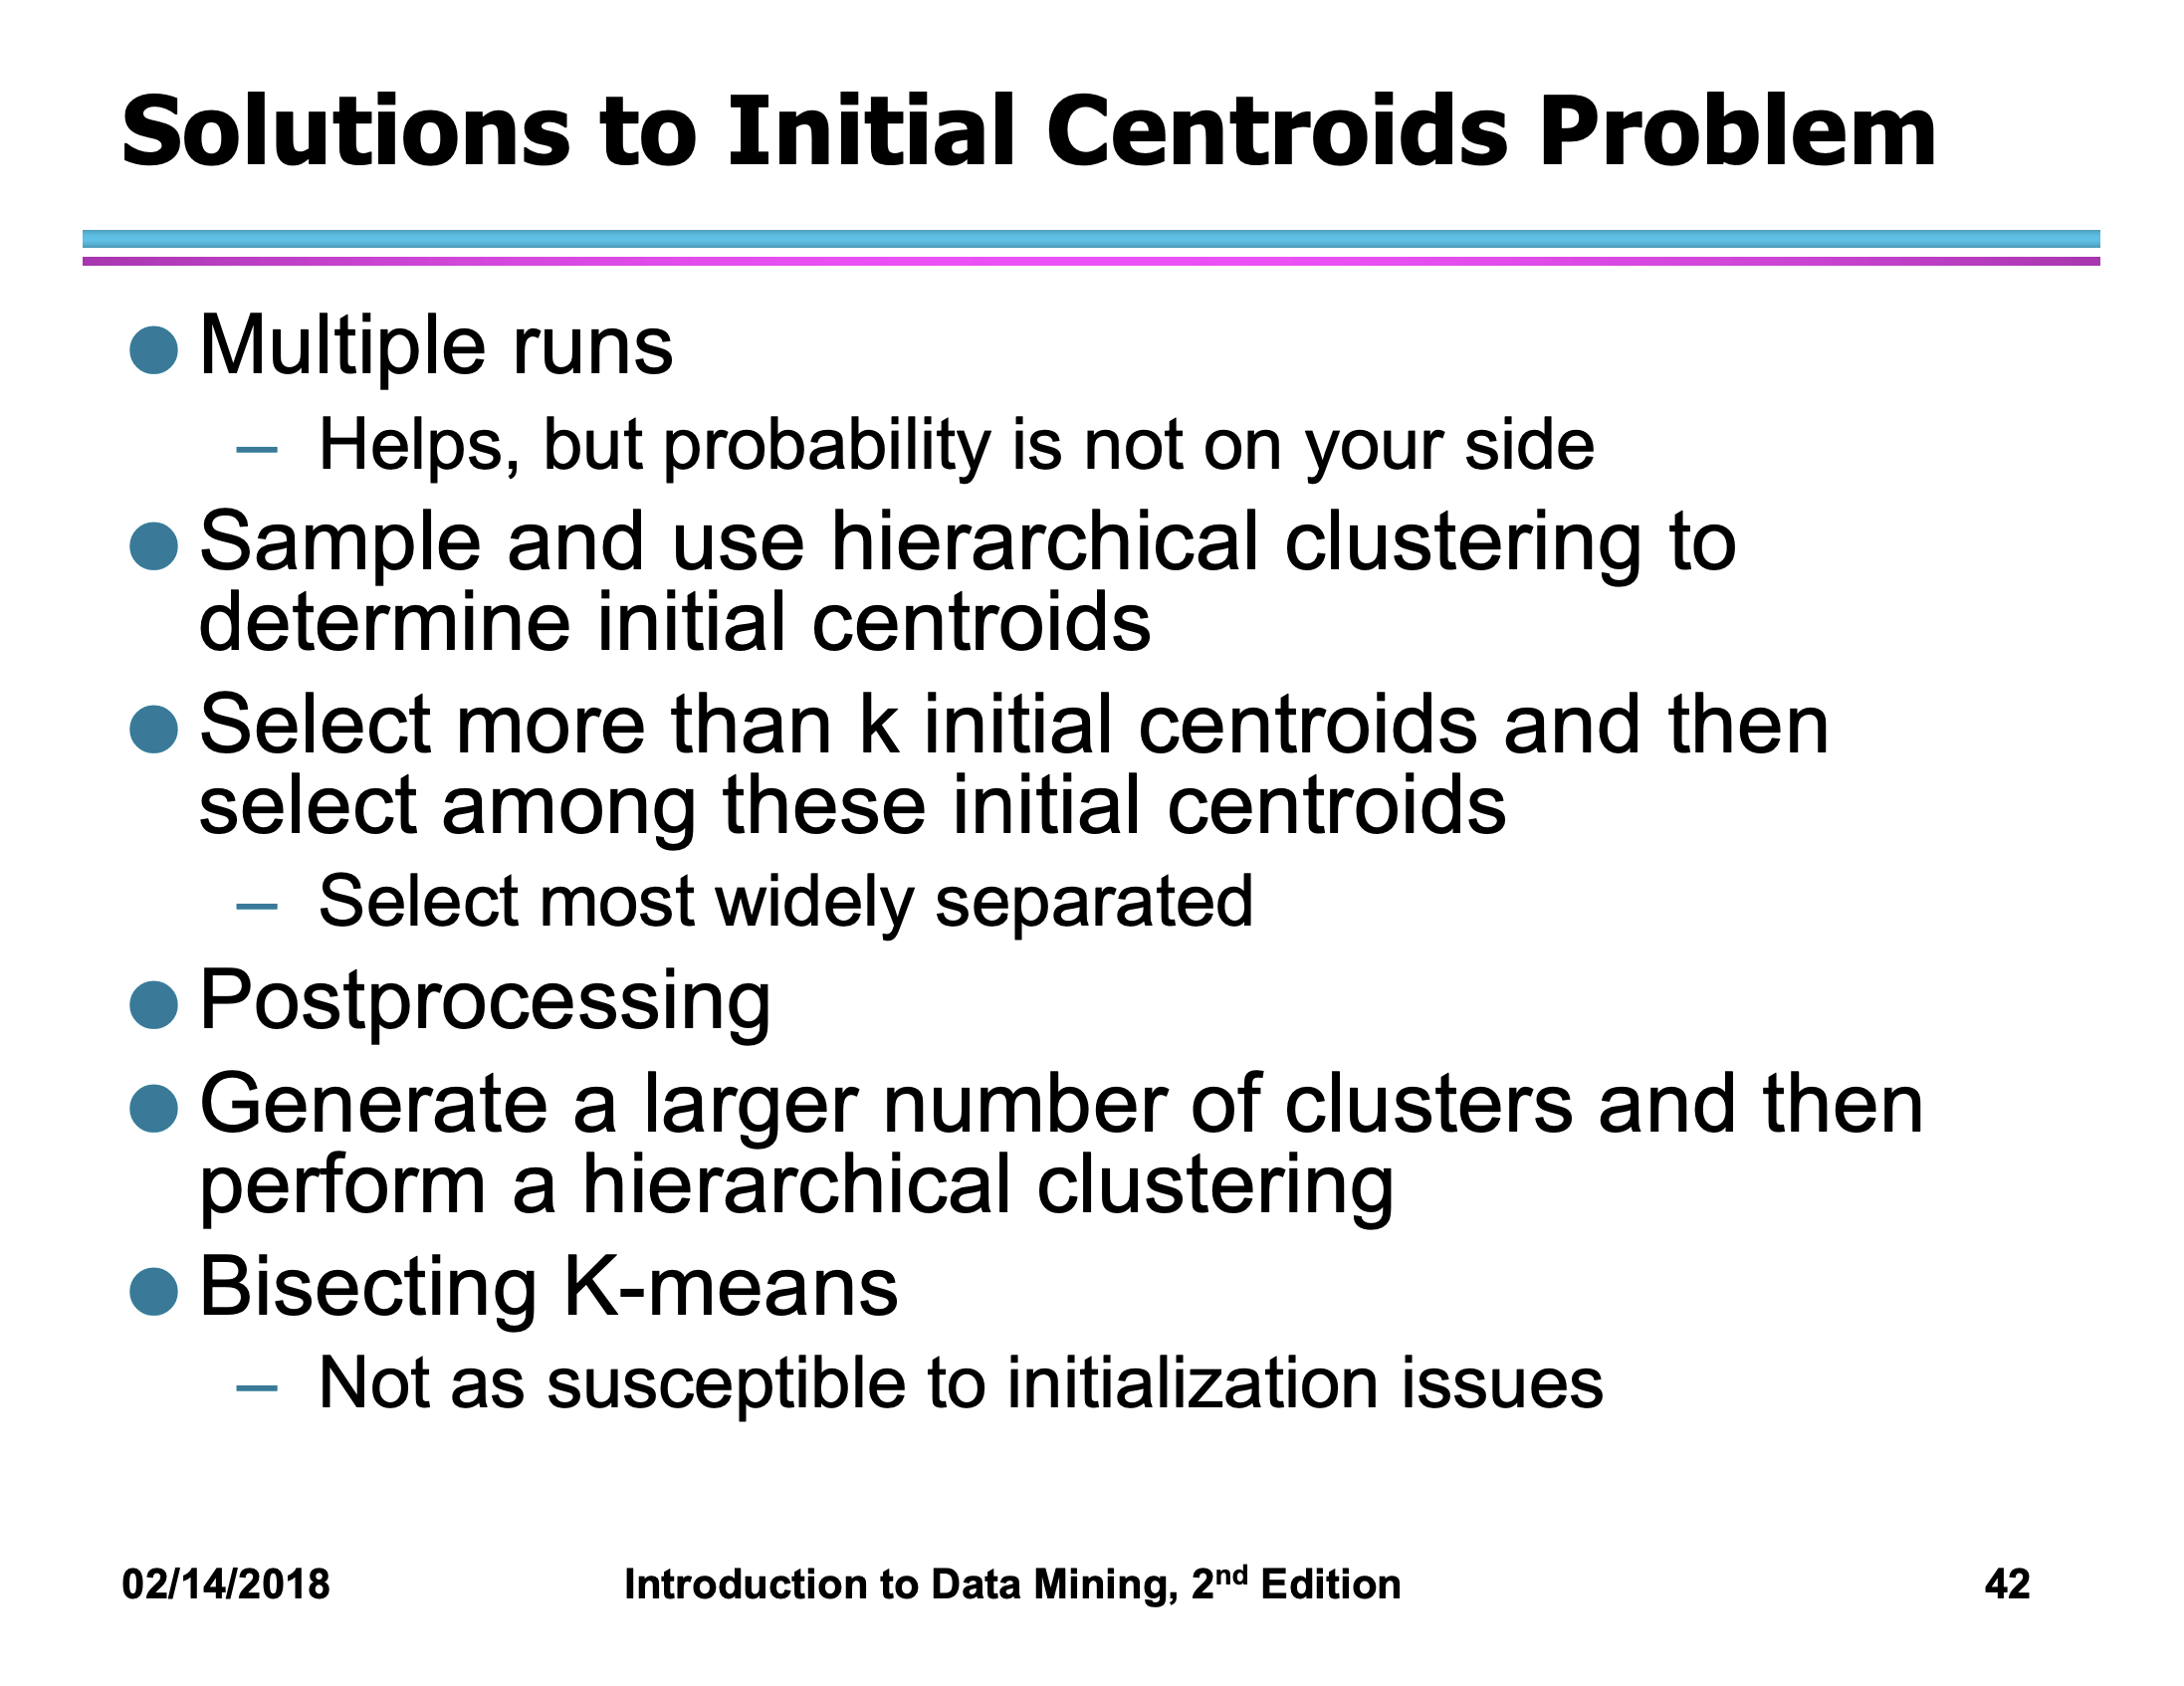 Solutions to Initial Centroids Problem
● Multiple runs
– Helps, but probability is not on your side
● Sample and use hierarchical clustering to
determine initial centroids
● Select more than k initial centroids and then
select among these initial centroids
– Select most widely separated
● Postprocessing
● Generate a larger number of clusters and then
perform a hierarchical clustering
● Bisecting K-means
– Not as susceptible to initialization issues
02/14/2018 Introduction to Data Mining, 2nd Edition 42